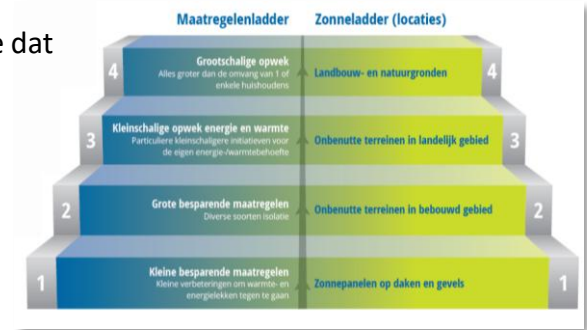 e dat
Maatregelenladder
Zonneladder (locaties)
4
Grootschalige opwek
Alles groter dan de omvang van 1 of
enkele huishoudens
Landbouw- en natuurgronden
4
3
Kleinschalige opwek energie en warmte
Particuliere kleinschaligere initiatieven voor
de eigen energie-/warmtebehoefte
Onbenutte terreinen in landelijk gebied
3
2
Grote besparende maatregelen
Diverse soorten isolatie
Onbenutte terreinen in bebouwd gebied
2
1
Kleine besparende maatregelen
Kleine verbeteringen om warmte- en
energielekken tegen te gaan
Zonnepanelen op daken en gevels
1